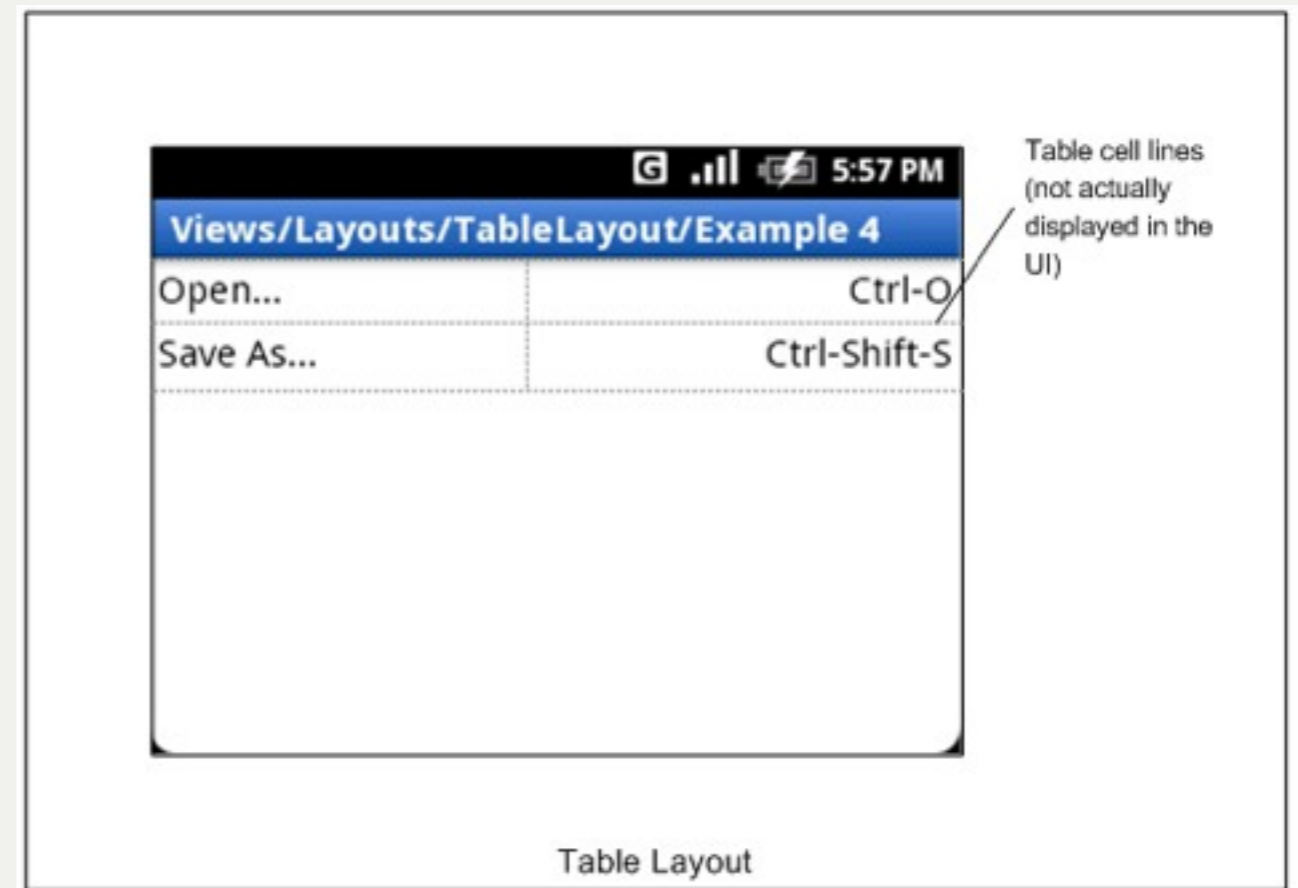 G 5:57 PM
Views/Layouts/TableLayout/Example 4
Open... Ctrl-O
Save As... Ctrl-Shift-S
Table cell lines
(not actually
displayed in the
UI)
Table Layout